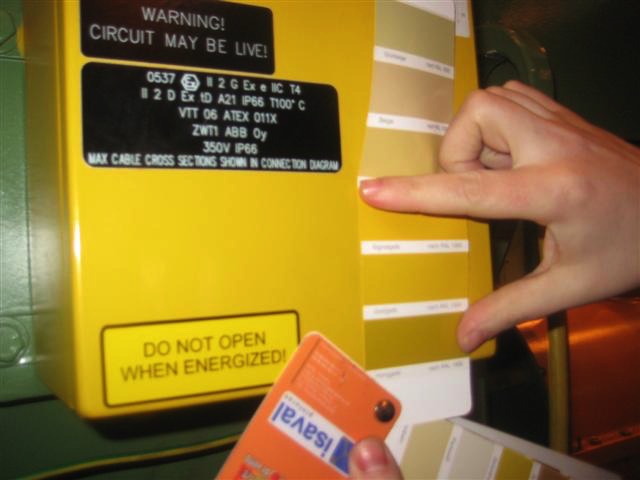 WARNING!
CIRCUIT MAY BE LIVE!
0537 Ex II 2 G Ex e IIC T4
II 2 D Ex tD A21 IP66 T100°C
VTT 06 ATEX 011X
ZWT1 ABB Oy
350V IP66
MAX CABLE CROSS SECTIONS SHOWN IN CONNECTION DIAGRAM
Beige
DO NOT OPEN
WHEN ENERGIZED!
isaval